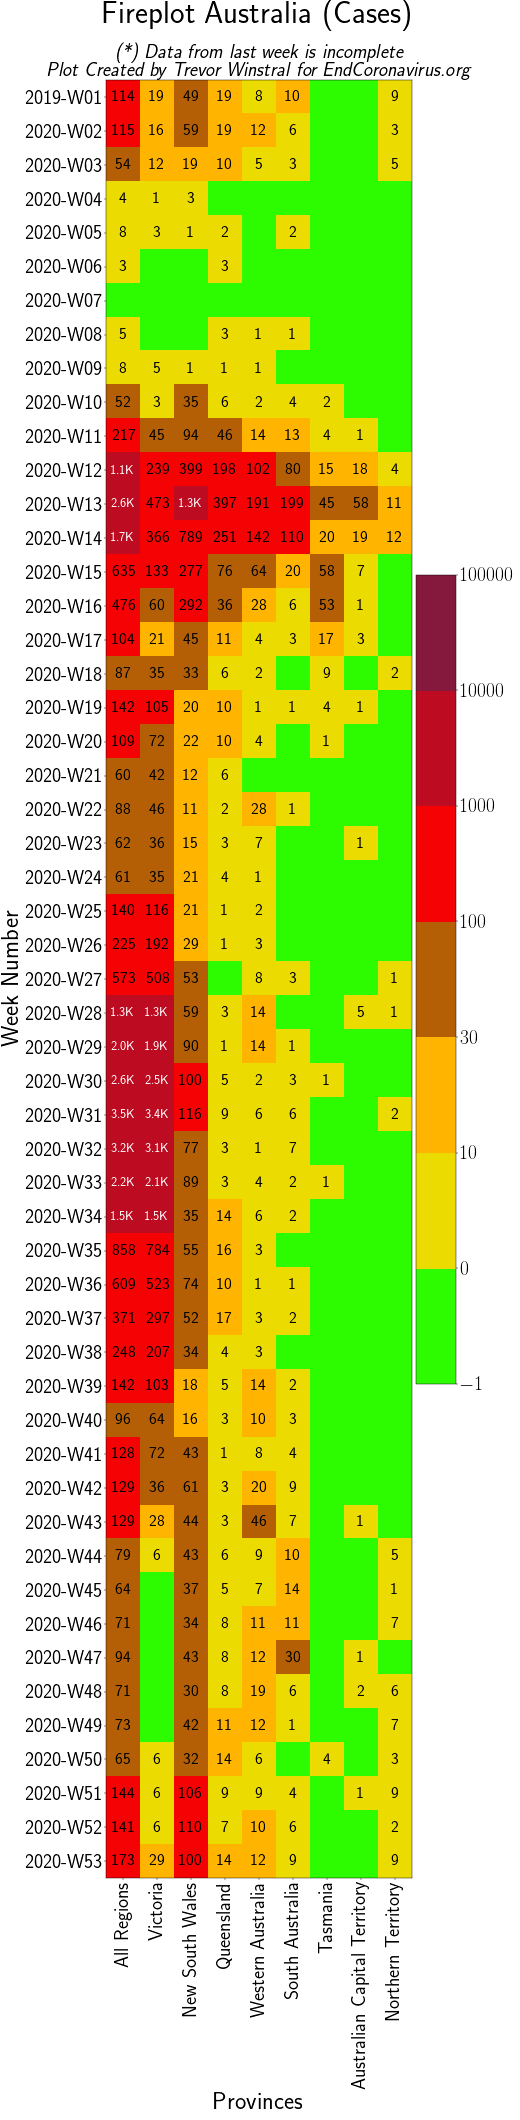 Fireplot Australia (Cases)
(*) Data from last week is incomplete
Plot Created by Trevor Winstral for EndCoronavirus.org
2019-W01 114 19 49 19 8 10 9
2020-W02 115 16 59 19 12 6 3
2020-W03 54 12 19 10 5 3 5
2020-W04 4 1 3
2020-W05 8 3 1 2 2
2020-W06 3 3
2020-W07
2020-W08 5 3 1 1
2020-W09 8 5 1 1 1
2020-W10 52 3 35 6 2 4 2
2020-W11 217 45 94 46 14 13 4 1
2020-W12 1.1K 239 399 198 102 80 15 18 4
2020-W13 2.6K 473 1.3K 397 191 199 45 58 11
2020-W14 1.7K 366 789 251 142 110 20 19 12
2020-W15 635 133 277 76 64 20 58 7
2020-W16 476 60 292 36 28 6 53 1
2020-W17 104 21 45 11 4 3 17 3
2020-W18 87 35 33 6 2 9 2
2020-W19 142 105 20 10 1 1 4 1
2020-W20 109 72 22 10 4 1
2020-W21 60 42 12 6
2020-W22 88 46 11 2 28 1
2020-W23 62 36 15 3 7 1
2020-W24 61 35 21 4 1
2020-W25 140 116 21 1 2
2020-W26 225 192 29 1 3
2020-W27 573 508 53 8 3 1
2020-W28 1.3K 1.3K 59 3 14 5 1
2020-W29 2.0K 1.9K 90 1 14 1
2020-W30 2.6K 2.5K 100 5 2 3 1
2020-W31 3.5K 3.4K 116 9 6 6 2
2020-W32 3.2K 3.1K 77 3 1 7
2020-W33 2.2K 2.1K 89 3 4 2 1
2020-W34 1.5K 1.5K 35 14 6 2
2020-W35 858 784 55 16 3
2020-W36 609 523 74 10 1 1
2020-W37 371 297 52 17 3 2
2020-W38 248 207 34 4 3
2020-W39 142 103 18 5 14 2
2020-W40 96 64 16 3 10 3
2020-W41 128 72 43 1 8 4
2020-W42 129 36 61 3 20 9
2020-W43 129 28 44 3 46 7 1
2020-W44 79 6 43 6 9 10 5
2020-W45 64 37 5 7 14 1
2020-W46 71 34 8 11 11 7
2020-W47 94 43 8 12 30 1
2020-W48 71 30 8 19 6 2 6
2020-W49 73 42 11 12 1 7
2020-W50 65 6 32 14 6 4 3
2020-W51 144 6 106 9 9 4 1 9
2020-W52 141 6 110 7 10 6 2
2020-W53 173 29 100 14 12 9 9
Week Number
All Regions
Victoria
New South Wales
Queensland
Western Australia
South Australia
Tasmania
Australian Capital Territory
Northern Territory
Provinces
100000
10000
1000
100
30
10
0
−1